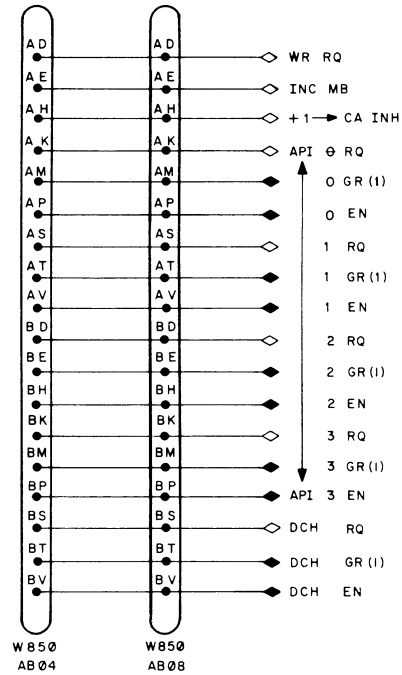 AD AD WR RQ
AE AE INC MB
AH AH +1 → CA INH
AK AK API 0 RQ
AM AM 0 GR(1)
AP AP 0 EN
AS AS 1 RQ
AT AT 1 GR(1)
AV AV 1 EN
BD BD 2 RQ
BE BE 2 GR(1)
BH BH 2 EN
BK BK 3 RQ
BM BM 3 GR(1)
BP BP API 3 EN
BS BS DCH RQ
BT BT DCH GR(1)
BV BV DCH EN
W850 W850
ABØ4 ABØ8